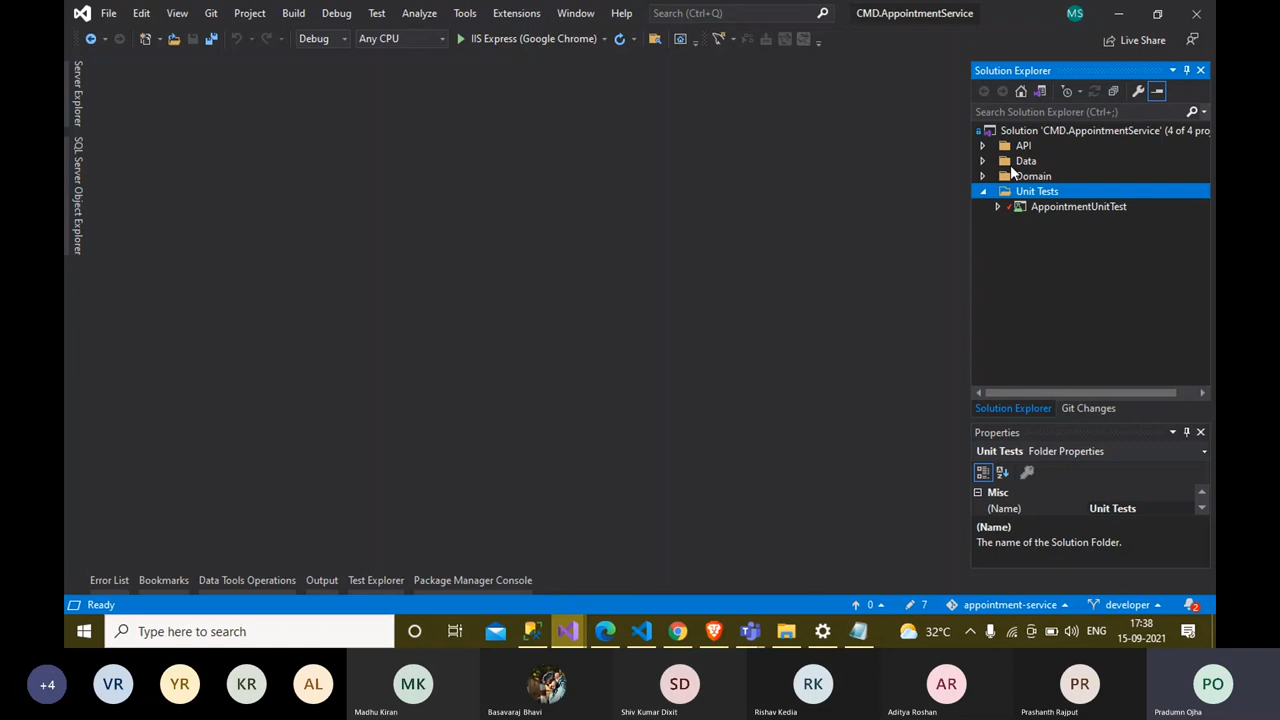 File Edit View Git Project Build Debug Test Analyze Tools Extensions Window Help Search (Ctrl+Q) CMD.AppointmentService MS
Debug Any CPU IIS Express (Google Chrome) Live Share
Server Explorer
SQL Server Object Explorer
Solution Explorer
Search Solution Explorer (Ctrl+;)
Solution 'CMD.AppointmentService' (4 of 4 proj
API
Data
Domain
Unit Tests
AppointmentUnitTest
Solution Explorer Git Changes
Properties
Unit Tests Folder Properties
Misc
(Name) Unit Tests
(Name)
The name of the Solution Folder.
Error List Bookmarks Data Tools Operations Output Test Explorer Package Manager Console
Ready 0 7 appointment-service developer 2
Type here to search 32°C ENG 17:38
15-09-2021
+4 VR YR KR AL MK SD RK AR PR PO
Madhu Kiran Basavaraj Bhavi Shiv Kumar Dixit Rishav Kedia Aditya Roshan Prashanth Rajput Pradumn Ojha